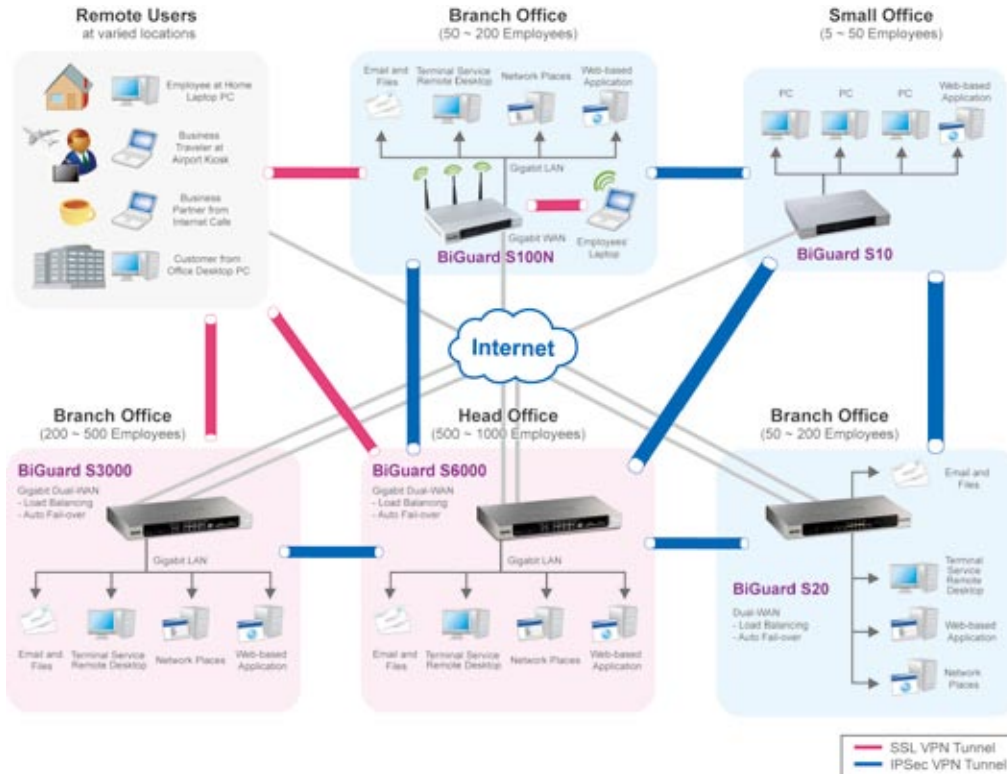 Remote Users
at varied locations
Employee at Home
Laptop PC
Business
Traveler at
Airport Kiosk
Business
Partner from
Internet Cafe
Customer from
Office Desktop PC
Branch Office
(50 ~ 200 Employees)
Email and
Files
Terminal Service
Remote Desktop
Network Places
Web-based
Application
Gigabit LAN
Gigabit WAN
Employees'
Laptop
BiGuard S100N
Small Office
(5 ~ 50 Employees)
PC
PC
PC
Web-based
Application
BiGuard S10
Internet
Branch Office
(200 ~ 500 Employees)
BiGuard S3000
Gigabit Dual-WAN
- Load Balancing
- Auto Fail-over
Gigabit LAN
Email and
Files
Terminal Service
Remote Desktop
Network Places
Web-based
Application
Head Office
(500 ~ 1000 Employees)
BiGuard S6000
Gigabit Dual-WAN
- Load Balancing
- Auto Fail-over
Gigabit LAN
Email and
Files
Terminal Service
Remote Desktop
Network Places
Web-based
Application
Branch Office
(50 ~ 200 Employees)
Email and
Files
BiGuard S20
Dual-WAN
- Load Balancing
- Auto Fail-over
Terminal
Service
Remote
Desktop
Web-based
Application
Network
Places
SSL VPN Tunnel
IPSec VPN Tunnel